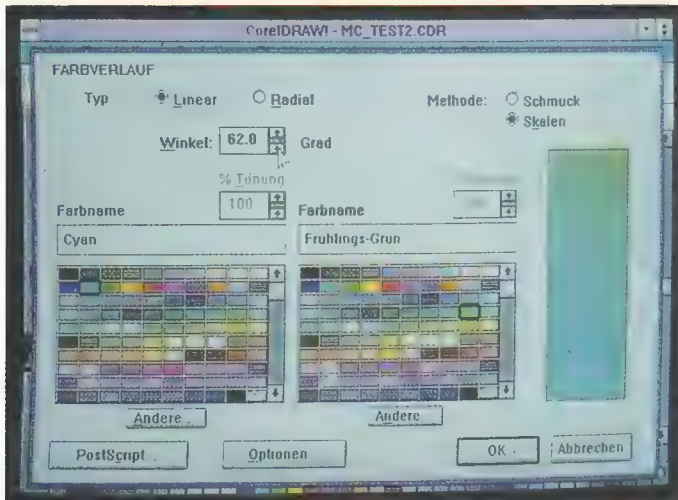 CorelDRAW! - MC_TEST2.CDR
FARBVERLAUF
Typ Linear Radial Methode: Schmuck
Skalen
Winkel: 62.0 Grad
% Tönung
100
Farbname Farbname
Cyan Fruhlings-Grun
Andere Andere
PostScript Optionen OK Abbrechen